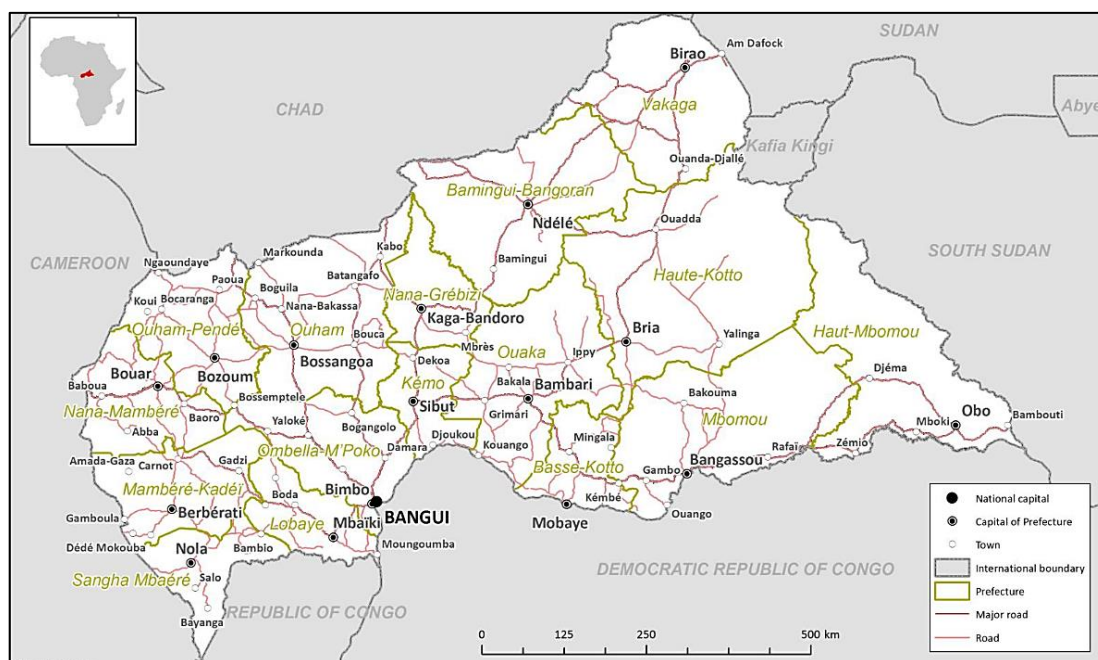 SUDAN
Am Dafock
Birao
CHAD
Vakaga
Abye
Kafia Kingi
Ouanda-Djallé
Bamingui-Bangoran
Ndélé
Ouadda
SOUTH SUDAN
CAMEROON
Ngaoundaye
Markounda
Kabo
Bamingui
Haute-Kotto
Paoua
Batangafo
Koui
Bocaranga
Boguila
Nana-Bakassa
Nana-Grébizi
Kaga-Bandoro
Ouham-Pendé
Ouham
Bouca
Mbrès
Bria
Yalinga
Haut-Mbomou
Bossangoa
Dekoa
Ouaka
Ippy
Bouar
Bozoum
Djéma
Baboua
Kémo
Bakala
Bambari
Bossemptele
Sibut
Bakouma
Nana-Mambéré
Baoro
Yaloké
Grimari
Mbomou
Obo
Bambouti
Abba
Bogangolo
Mboki
Djoukou
Kouango
Mingala
Rafaï
Zémio
Ombella-M'Poko
Damara
Amada-Gaza
Carnot
Gadzi
Basse-Kotto
Gambo
Bangassou
Mambéré-Kadéï
Boda
Bimbo
BANGUI
Kémbé
Ouango
Berbérati
Lobaye
Mbaïki
Mobaye
Gamboula
Dédé Mokouba
Nola
Bambio
Moungoumba
Sangha Mbaéré
Salo
DEMOCRATIC REPUBLIC OF CONGO
Bayanga
REPUBLIC OF CONGO
National capital
Capital of Prefecture
Town
International boundary
Prefecture
Major road
Road
0 125 250 500 km